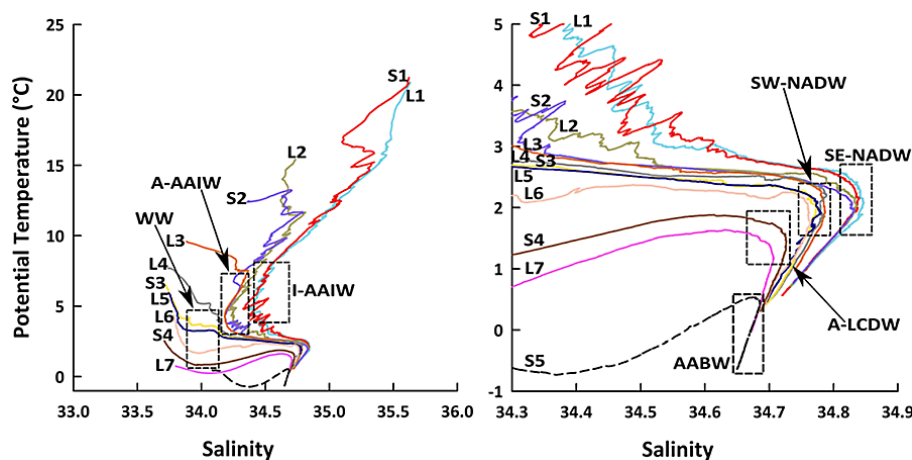 25
20
15
10
5
0
Potential Temperature (°C)
33.0 33.5 34.0 34.5 35.0 35.5 36.0
Salinity
S1
L1
L2
S2
A-AAIW
WW
L3
L4
S3
L5
L6
S4
L7
I-AAIW
5
4
3
2
1
0
-1
34.3 34.4 34.5 34.6 34.7 34.8 34.9
Salinity
S1 L1
SW-NADW
S2
L2
SE-NADW
L3
L4 S3
L5
L6
S4
L7
A-LCDW
S5
AABW